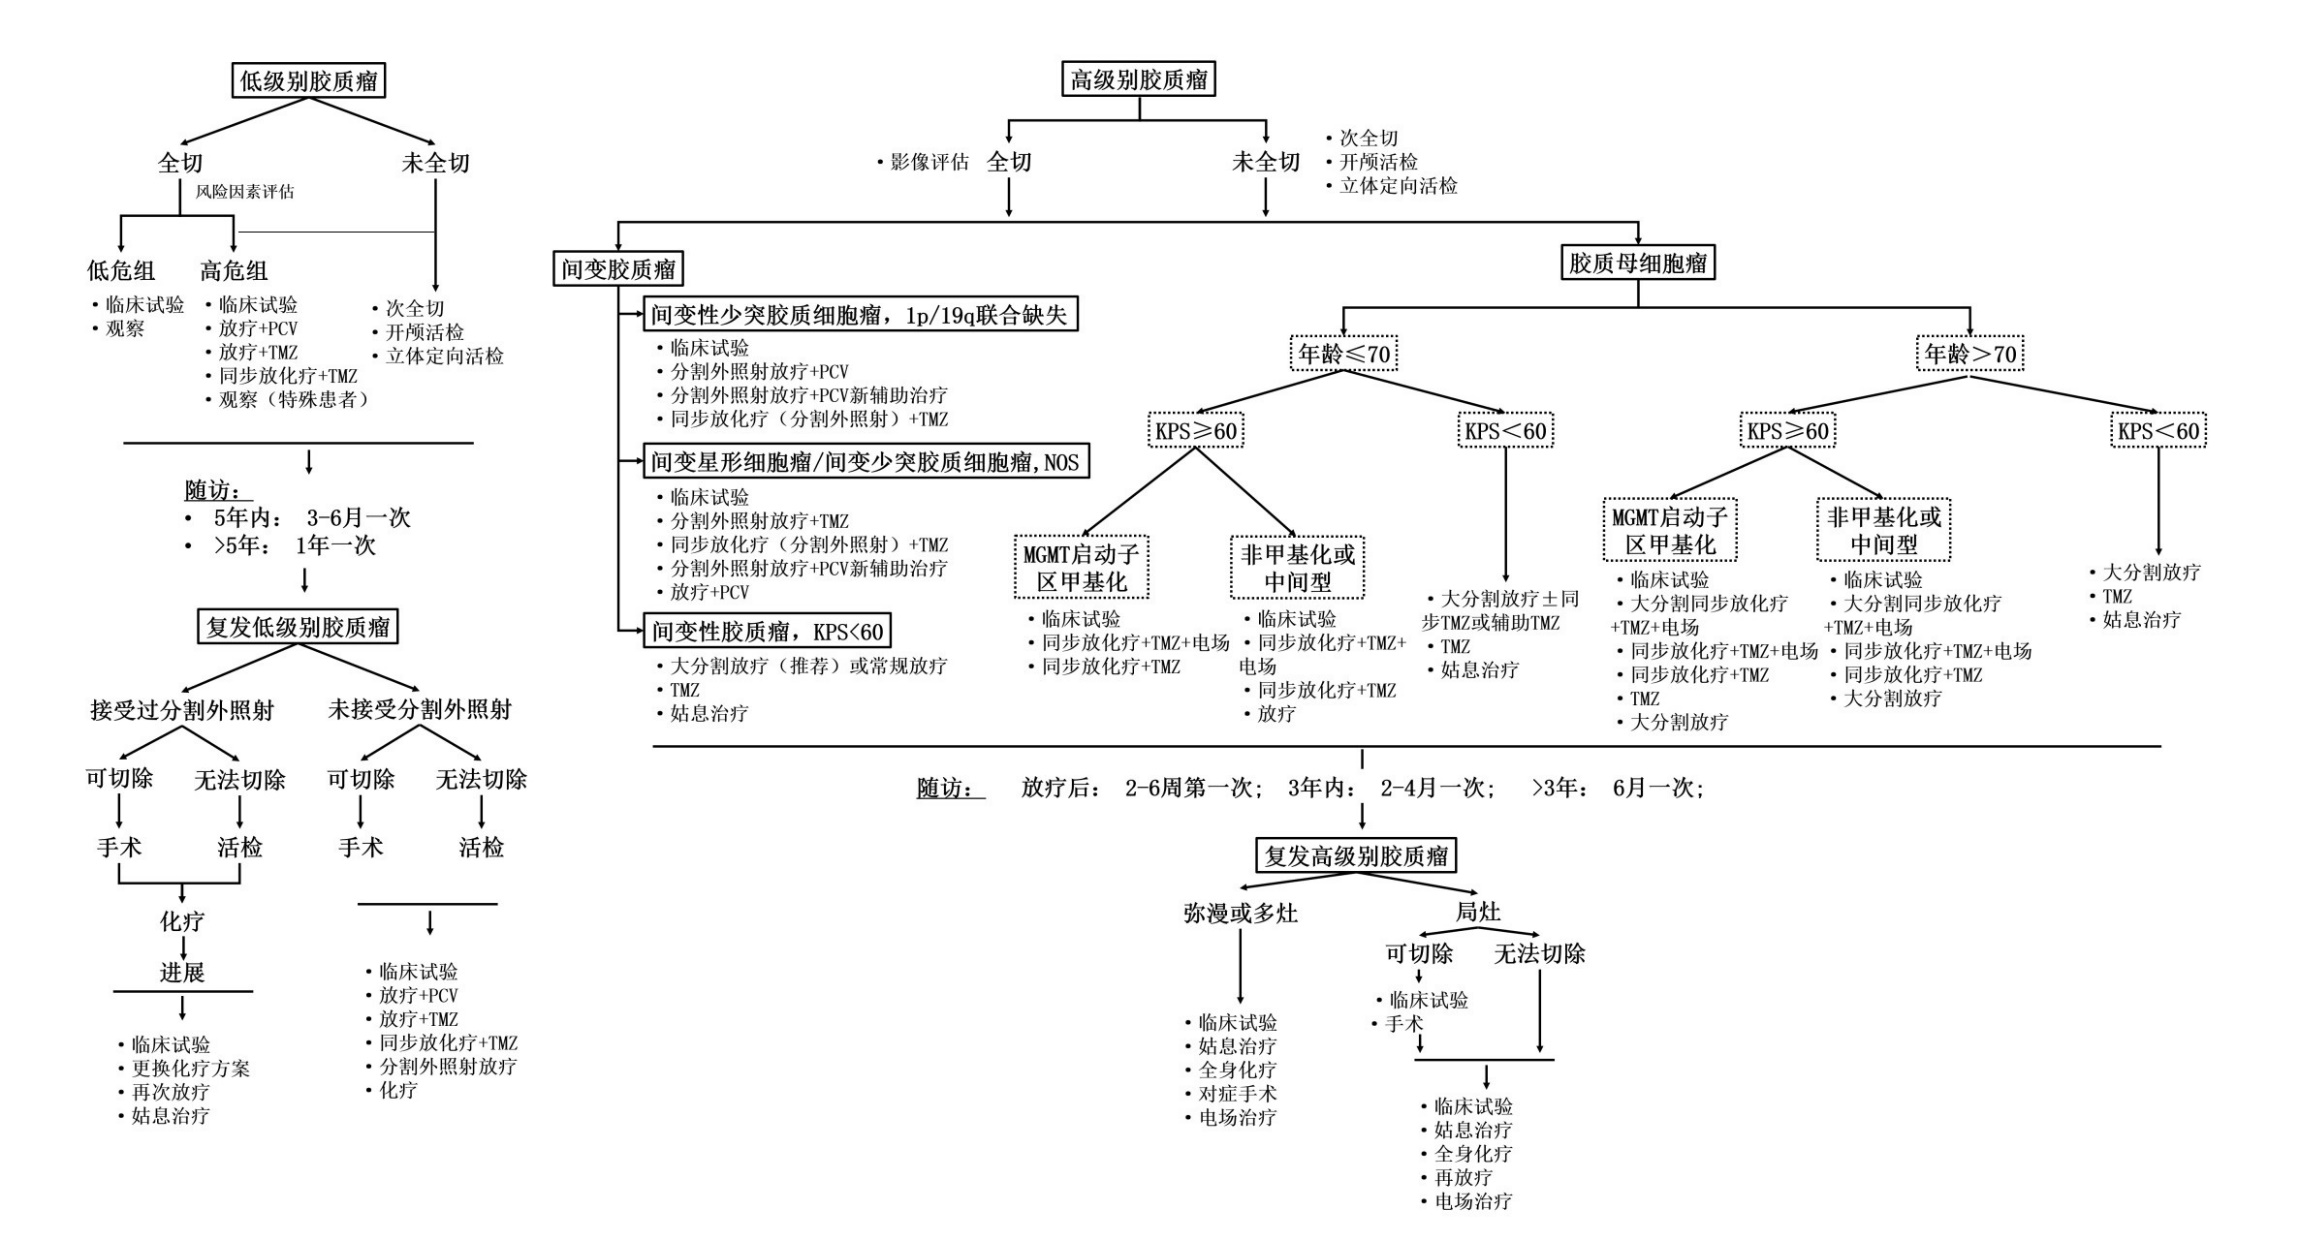 低级别胶质瘤
全切
未全切
风险因素评估
低危组
• 临床试验
• 观察
高危组
• 临床试验
• 放疗+PCV
• 放疗+TMZ
• 同步放化疗+TMZ
• 观察（特殊患者）
• 次全切
• 开颅活检
• 立体定向活检
随访：
• 5年内： 3-6月一次
• >5年： 1年一次
复发低级别胶质瘤
接受过分割外照射
未接受分割外照射
可切除
无法切除
可切除
无法切除
手术
活检
手术
活检
化疗
进展
• 临床试验
• 更换化疗方案
• 再次放疗
• 姑息治疗
• 临床试验
• 放疗+PCV
• 放疗+TMZ
• 同步放化疗+TMZ
• 分割外照射放疗
• 化疗
高级别胶质瘤
• 影像评估
全切
未全切
• 次全切
• 开颅活检
• 立体定向活检
间变胶质瘤
间变性少突胶质细胞瘤，1p/19q联合缺失
• 临床试验
• 分割外照射放疗+PCV
• 分割外照射放疗+PCV新辅助治疗
• 同步放化疗（分割外照射）+TMZ
间变星形细胞瘤/间变少突胶质细胞瘤,NOS
• 临床试验
• 分割外照射放疗+TMZ
• 同步放化疗（分割外照射）+TMZ
• 分割外照射放疗+PCV新辅助治疗
• 放疗+PCV
间变性胶质瘤，KPS<60
• 大分割放疗（推荐）或常规放疗
• TMZ
• 姑息治疗
胶质母细胞瘤
年龄≤70
年龄＞70
KPS≥60
KPS＜60
KPS≥60
KPS＜60
MGMT启动子
区甲基化
• 临床试验
• 同步放化疗+TMZ+电场
• 同步放化疗+TMZ
非甲基化或
中间型
• 临床试验
• 同步放化疗+TMZ+
电场
• 同步放化疗+TMZ
• 放疗
• 大分割放疗±同
步TMZ或辅助TMZ
• TMZ
• 姑息治疗
MGMT启动子
区甲基化
• 临床试验
• 大分割同步放化疗
+TMZ+电场
• 同步放化疗+TMZ+电场
• 同步放化疗+TMZ
• TMZ
• 大分割放疗
非甲基化或
中间型
• 临床试验
• 大分割同步放化疗
+TMZ+电场
• 同步放化疗+TMZ+电场
• 同步放化疗+TMZ
• 大分割放疗
• 大分割放疗
• TMZ
• 姑息治疗
随访： 放疗后： 2-6周第一次； 3年内： 2-4月一次； >3年： 6月一次；
复发高级别胶质瘤
弥漫或多灶
局灶
可切除
无法切除
• 临床试验
• 手术
• 临床试验
• 姑息治疗
• 全身化疗
• 对症手术
• 电场治疗
• 临床试验
• 姑息治疗
• 全身化疗
• 再放疗
• 电场治疗